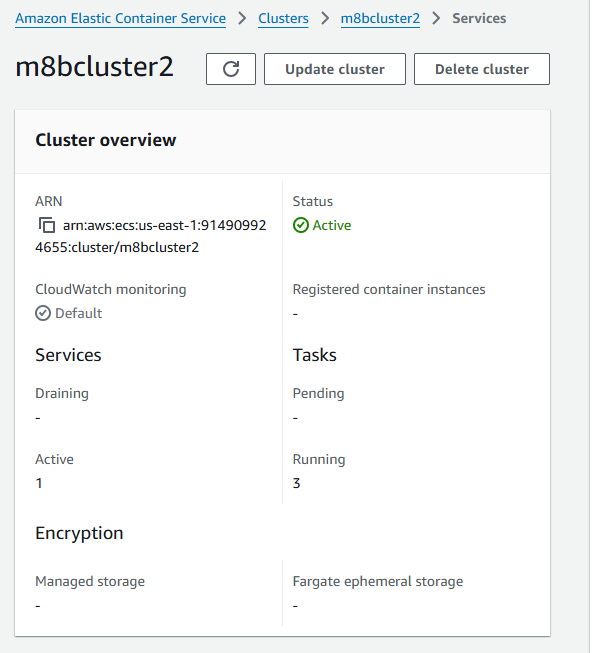 Amazon Elastic Container Service > Clusters > m8bcluster2 > Services
m8bcluster2
Update cluster
Delete cluster
Cluster overview
ARN
arn:aws:ecs:us-east-1:91490992
4655:cluster/m8bcluster2
Status
Active
CloudWatch monitoring
Default
Registered container instances
-
Services
Tasks
Draining
-
Pending
-
Active
1
Running
3
Encryption
Managed storage
-
Fargate ephemeral storage
-